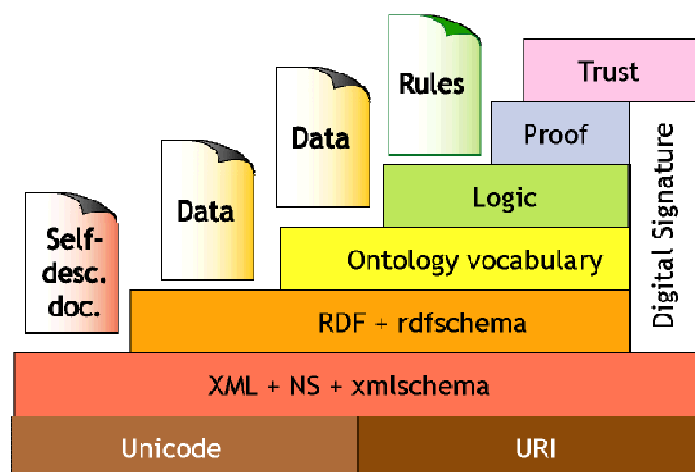 Rules
Trust
Data
Proof
Data
Logic
Self-
desc.
doc.
Ontology vocabulary
Digital Signature
RDF + rdfschema
XML + NS + xmlschema
Unicode
URI